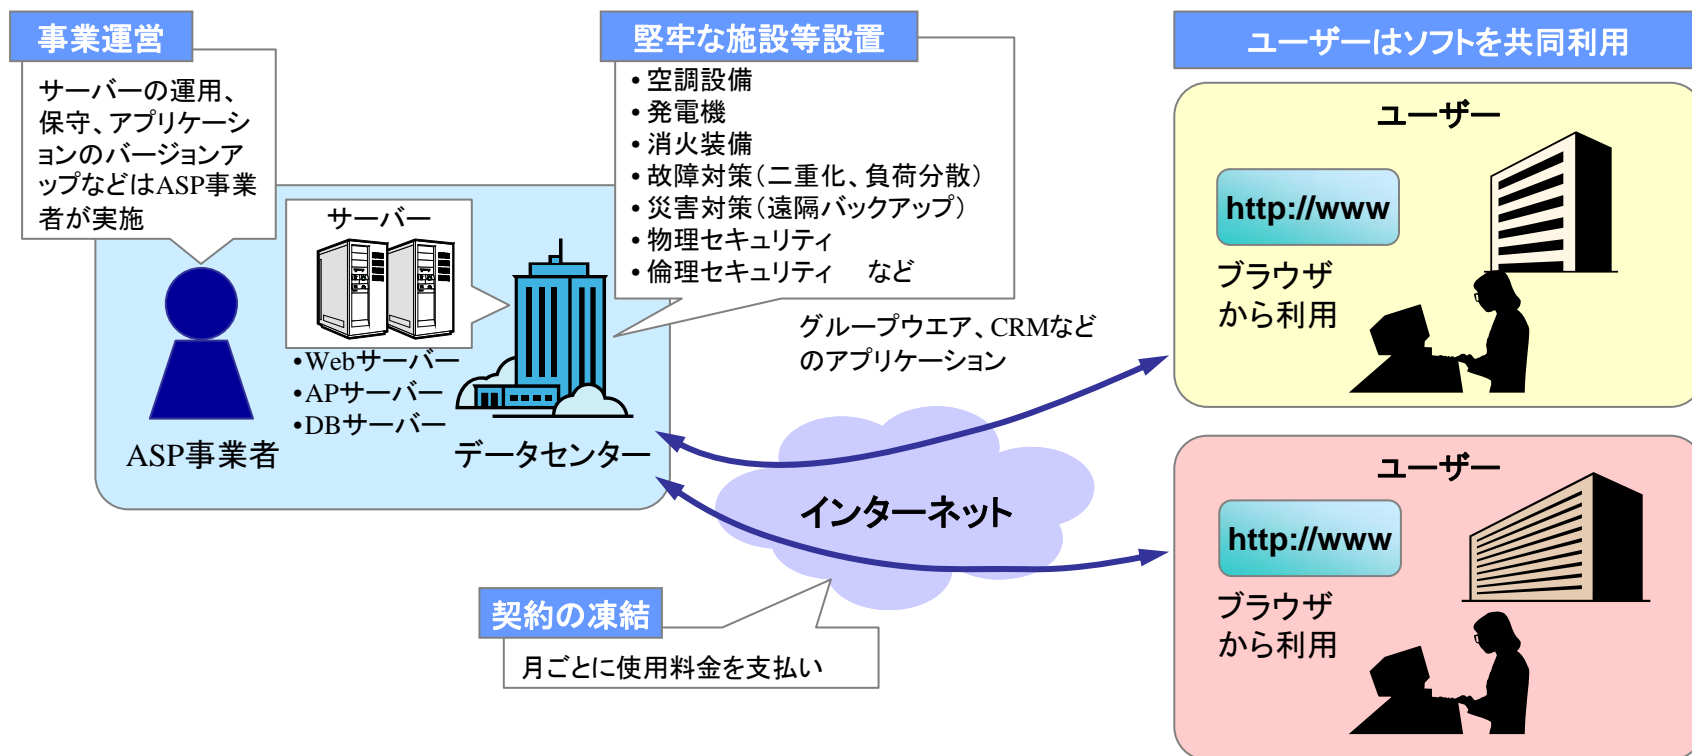 事業運営
サーバーの運用、
保守、アプリケーシ
ョンのバージョンア
ップなどはASP事業
者が実施
サーバー
•Webサーバー
•APサーバー
•DBサーバー
ASP事業者
データセンター
堅牢な施設等設置
•空調設備
•発電機
•消火装備
•故障対策(二重化、負荷分散)
•災害対策(遠隔バックアップ)
•物理セキュリティ
•倫理セキュリティ　など
グループウエア、CRMなど
のアプリケーション
インターネット
契約の凍結
月ごとに使用料金を支払い
ユーザーはソフトを共同利用
ユーザー
http://www
ブラウザ
から利用
ユーザー
http://www
ブラウザ
から利用